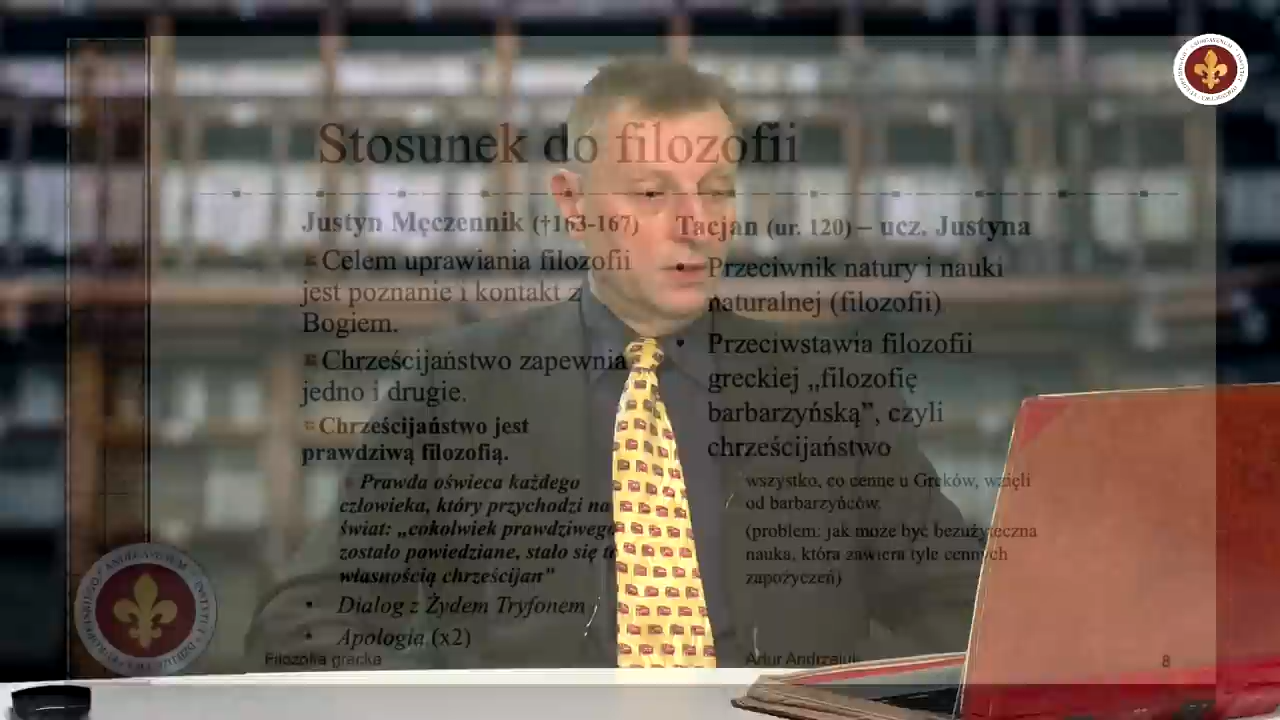 Stosunek do filozofii
Justyn Męczennik (†163-167)
Celem uprawiania filozofii
jest poznanie i kontakt z
Bogiem.
Chrześcijaństwo zapewnia
jedno i drugie.
Chrześcijaństwo jest
prawdziwą filozofią.
Prawda oświeca każdego
człowieka, który przychodzi na
świat: „cokolwiek prawdziwego
zostało powiedziane, stało się
własnością chrześcijan”
• Dialog z Żydem Tryfonem
• Apologia (x2)
Tacjan (ur. 120) – ucz. Justyna
• Przeciwnik natury i nauki
naturalnej (filozofii)
• Przeciwstawia filozofii
greckiej „filozofię
barbarzyńską”, czyli
chrześcijaństwo
wszystko, co cenne u Greków, wzięli
od barbarzyńców.
(problem: jak może być bezużyteczna
nauka, która zawiera tyle cennych
zapożyczeń)
Filozofia grecka
Artur Andrzejuk
8